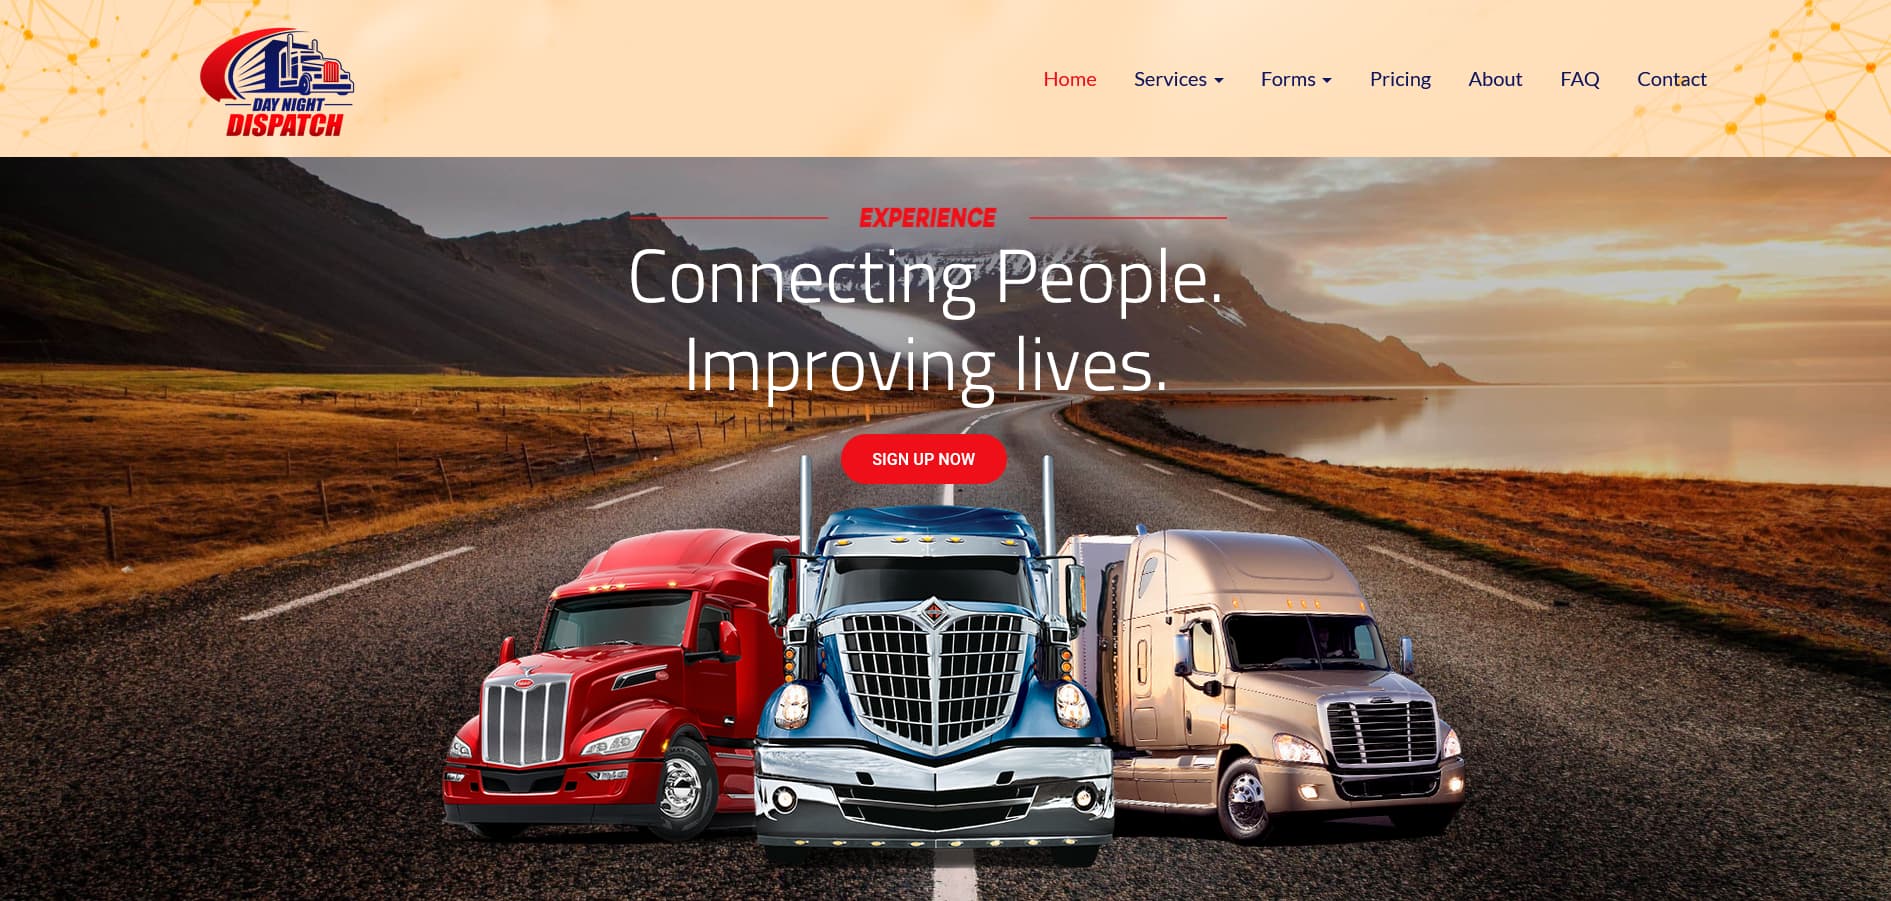 DAY NIGHT
DISPATCH
Home
Services
Forms
Pricing
About
FAQ
Contact
EXPERIENCE
Connecting People.
Improving lives.
SIGN UP NOW